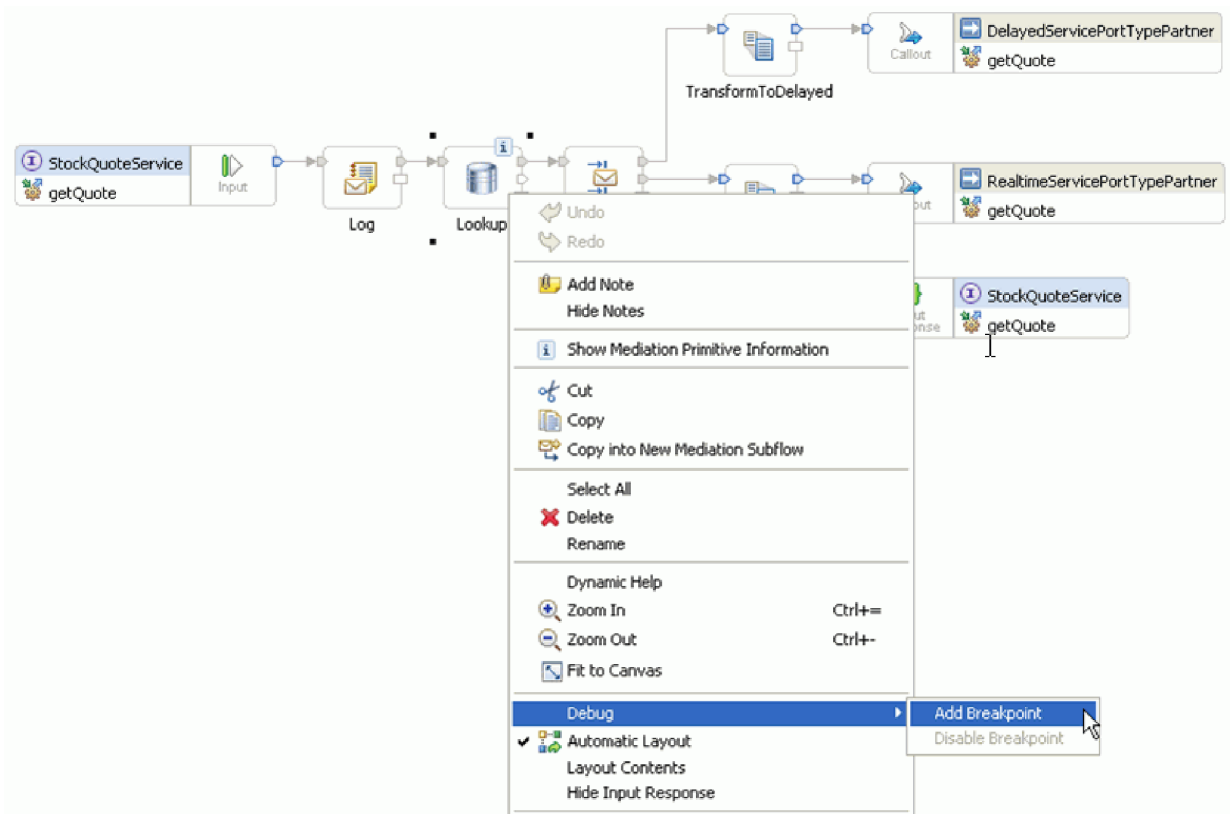 DelayedServicePortTypePartner
Callout
getQuote
TransformToDelayed
StockQuoteService
getQuote
Input
Log
Lookup
RealtimeServicePortTypePartner
out
getQuote
Undo
Redo
Add Note
Hide Notes
StockQuoteService
getQuote
Show Mediation Primitive Information
Cut
Copy
Copy into New Mediation Subflow
Select All
Delete
Rename
Dynamic Help
Zoom In Ctrl+=
Zoom Out Ctrl+-
Fit to Canvas
Debug
Add Breakpoint
Disable Breakpoint
Automatic Layout
Layout Contents
Hide Input Response